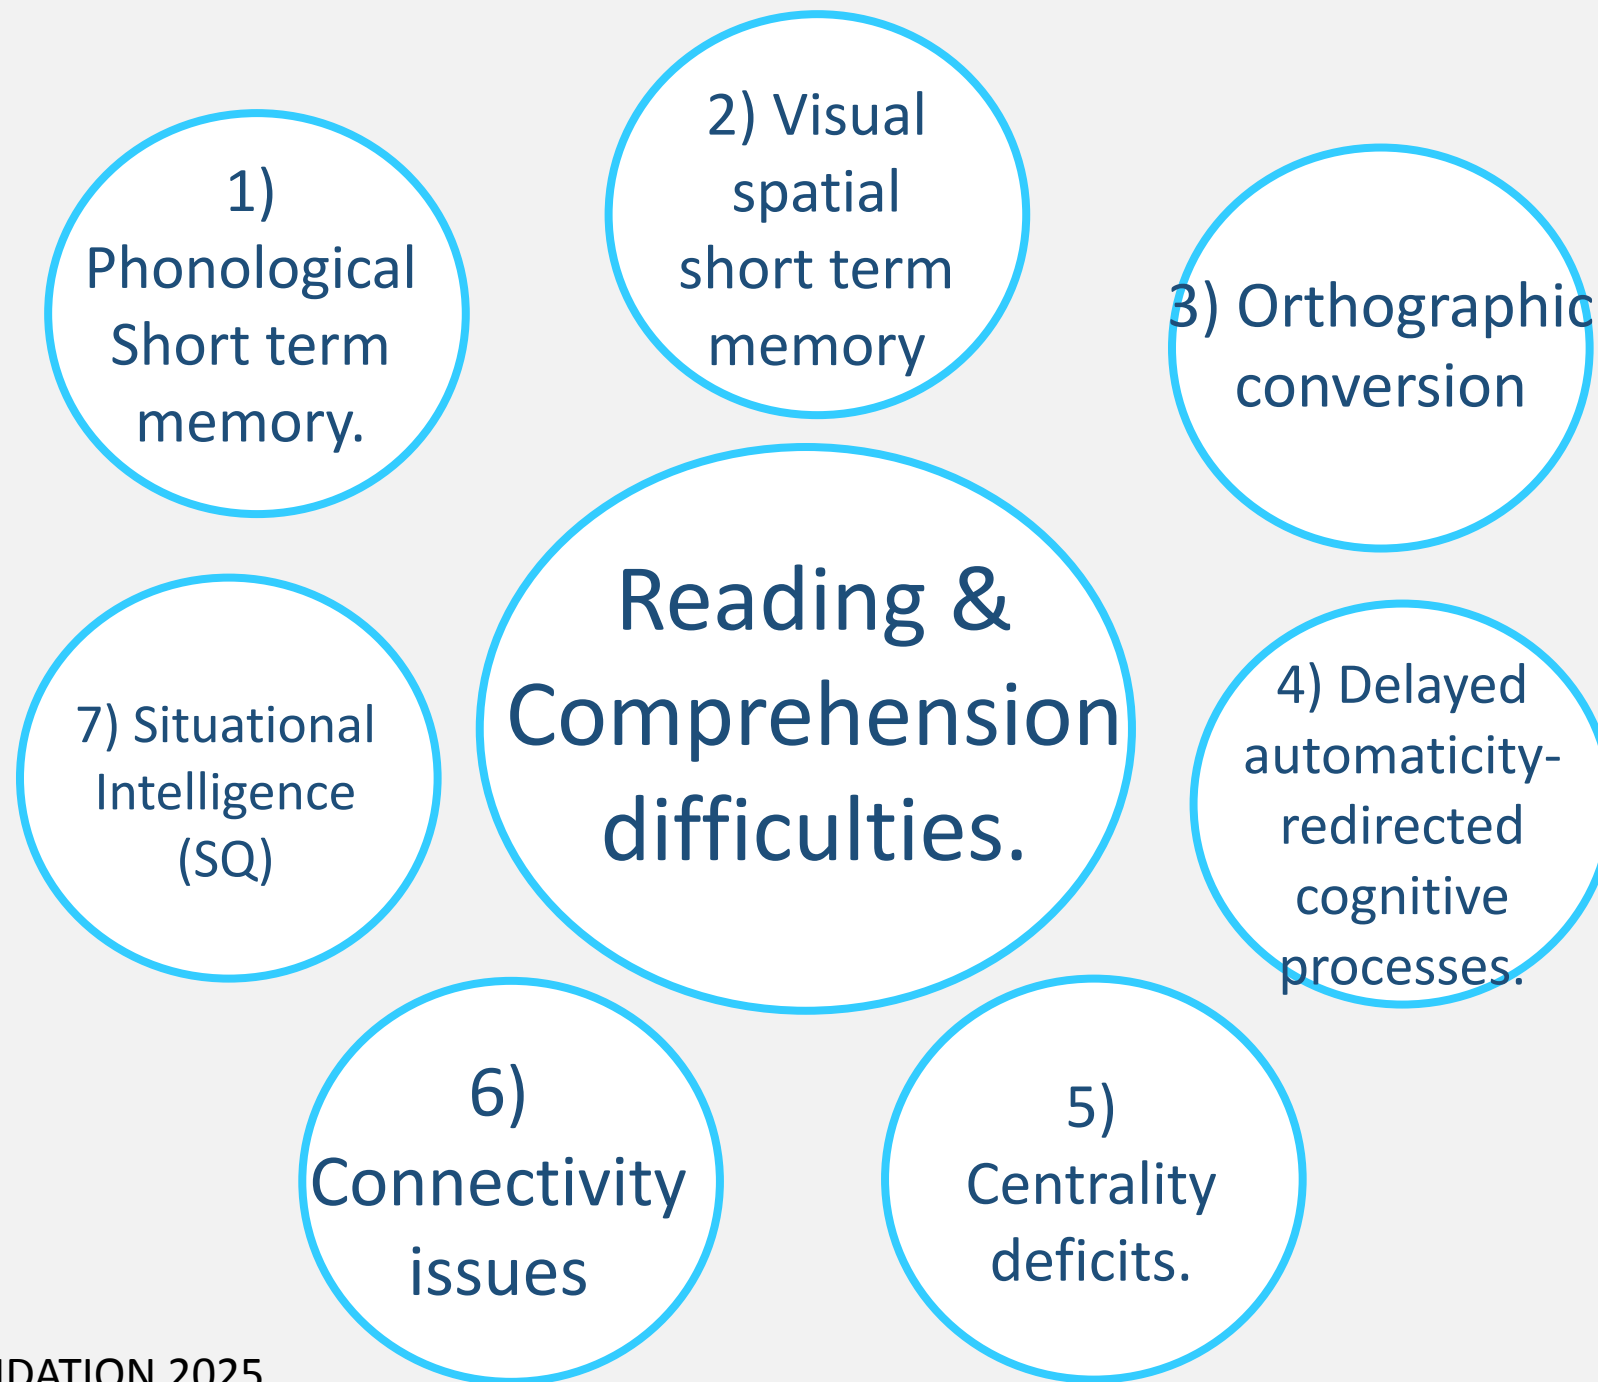 1)
Phonological
Short term
memory.
2) Visual
spatial
short term
memory
3) Orthographic
conversion
Reading &
Comprehension
difficulties.
4) Delayed
automaticity-
redirected
cognitive
processes.
5)
Centrality
deficits.
6)
Connectivity
issues
7) Situational
Intelligence
(SQ)
2025